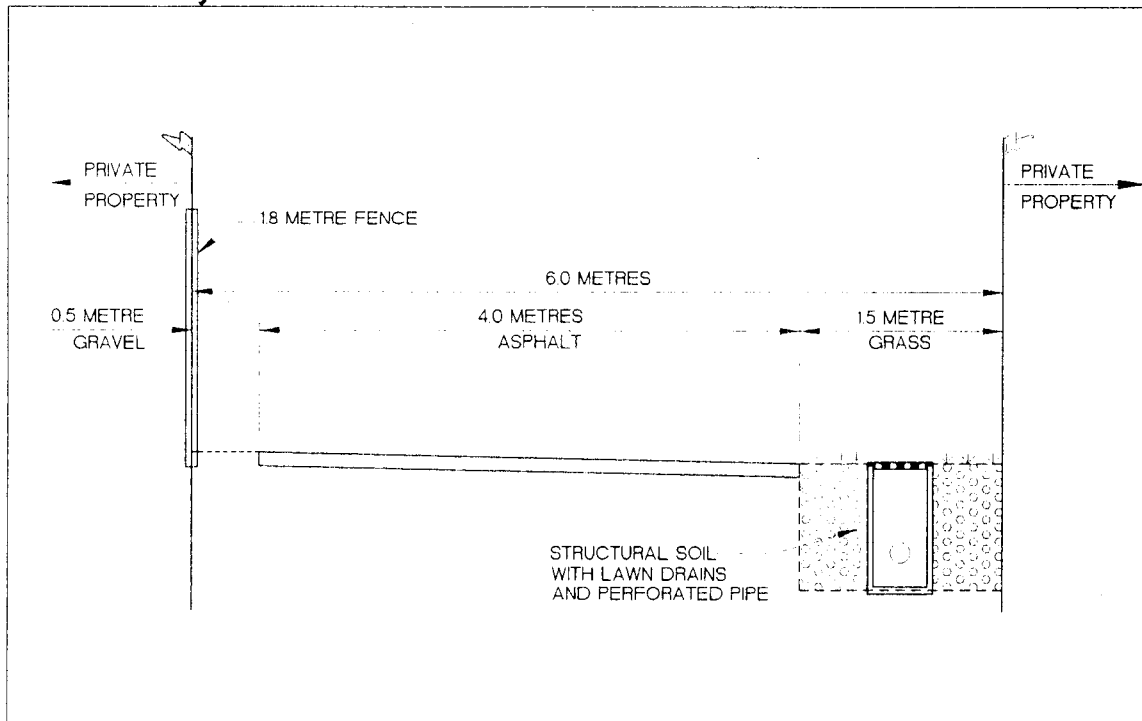 PRIVATE
PROPERTY
PRIVATE
PROPERTY
1.8 METRE FENCE
6.0 METRES
0.5 METRE
GRAVEL
4.0 METRES
ASPHALT
1.5 METRE
GRASS
STRUCTURAL SOIL
WITH LAWN DRAINS
AND PERFORATED PIPE